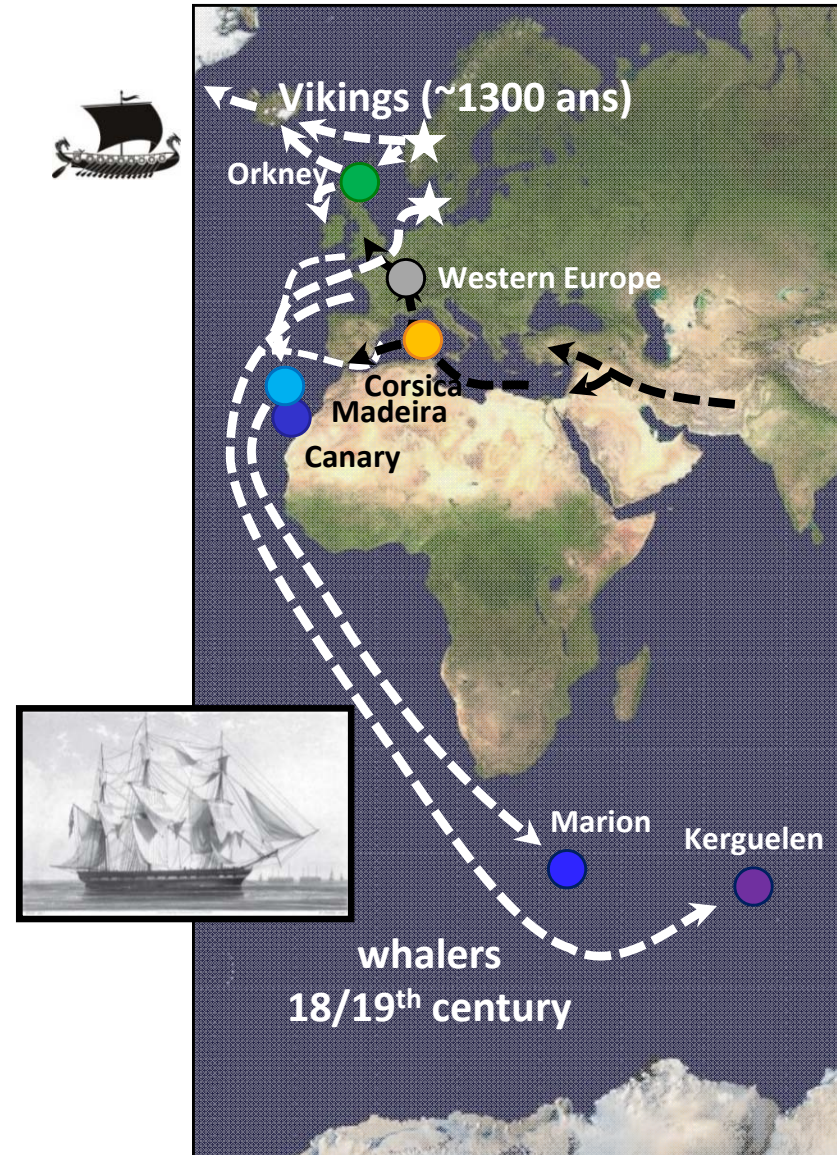 Vikings (~1300 ans)
Orkney
Western Europe
Corsica
Madeira
Canary
Marion
Kerguelen
whalers
18/19th century